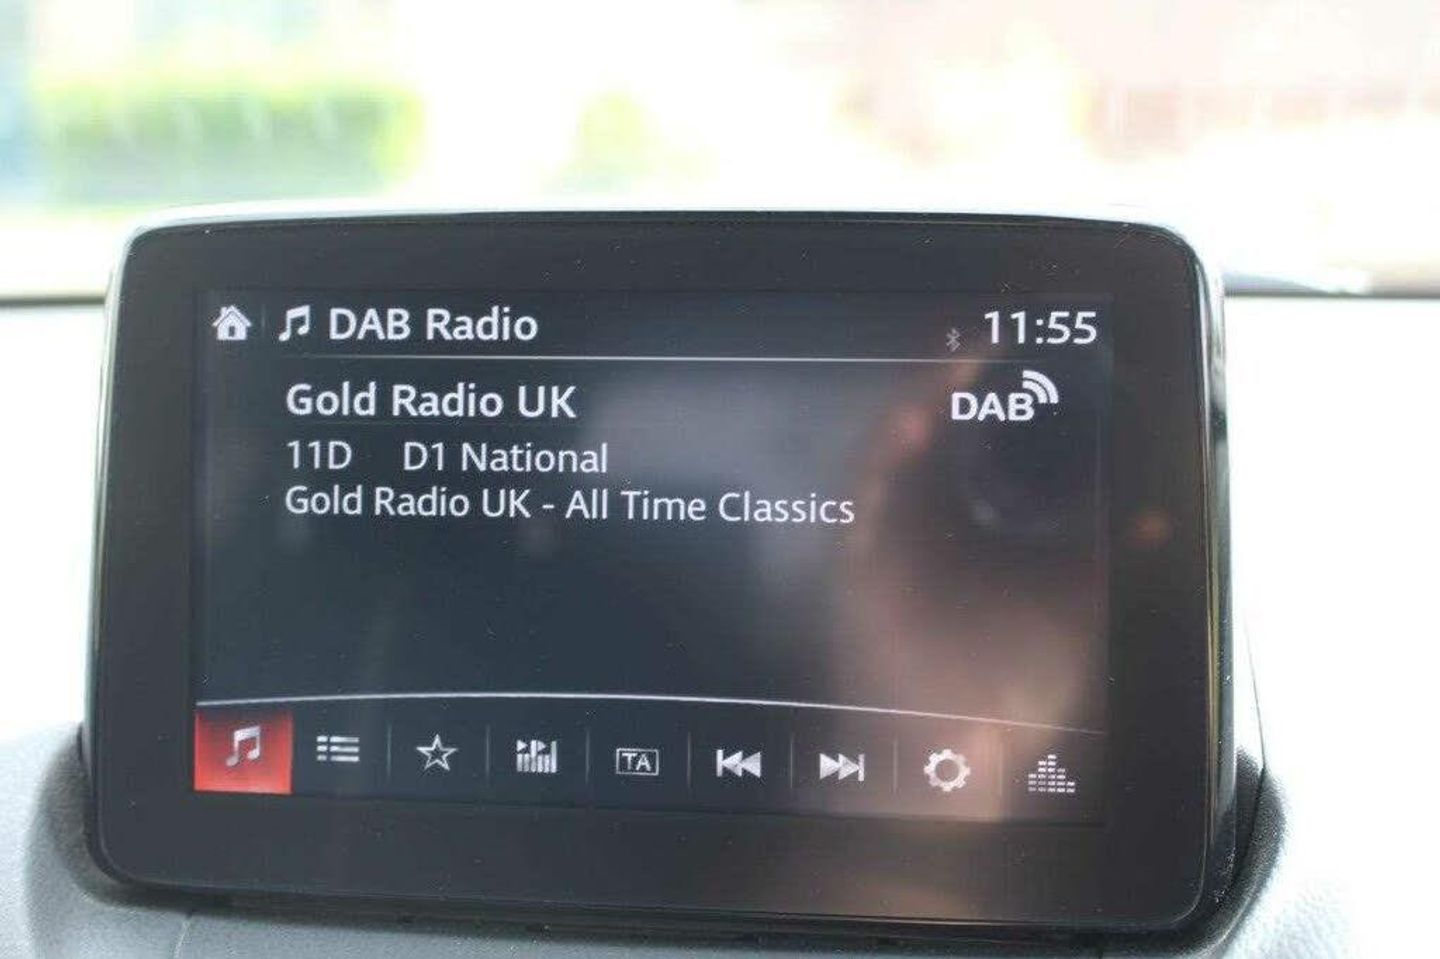 DAB Radio 11:55
Gold Radio UK DAB
11D D1 National
Gold Radio UK - All Time Classics
TA